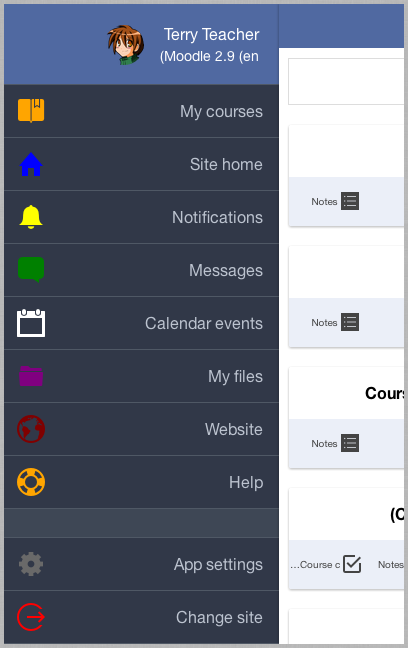 Terry Teacher
(Moodle 2.9 (en
My courses
Site home
Notifications
Messages
Calendar events
My files
Website
Help
App settings
Change site
Notes
Notes
Cours
Notes
(C
...Course c
Notes